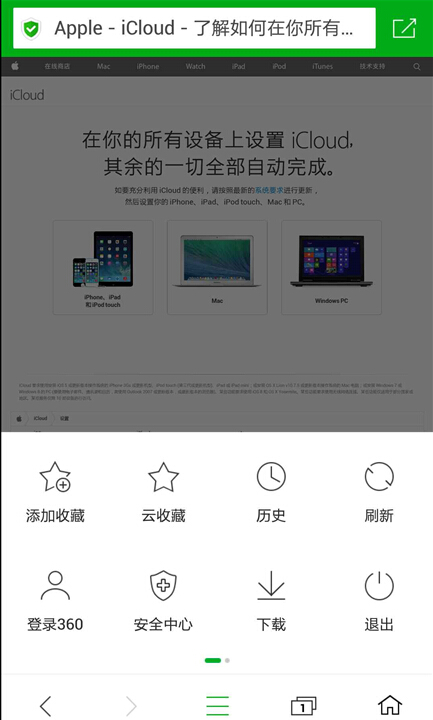 Apple - iCloud - 了解如何在你所有...
在线商店 Mac iPhone Watch iPad iPod iTunes 技术支持
iCloud
在你的所有设备上设置 iCloud,
其余的一切全部自动完成。
如要充分利用 iCloud 的便利，请按照最新的系统要求进行更新，
然后设置你的 iPhone、iPad、iPod touch、Mac 和 PC。
iPhone、iPad
和 iPod touch
Mac
Windows PC
iCloud 设置
添加收藏 云收藏 历史 刷新
登录360 安全中心 下载 退出
1